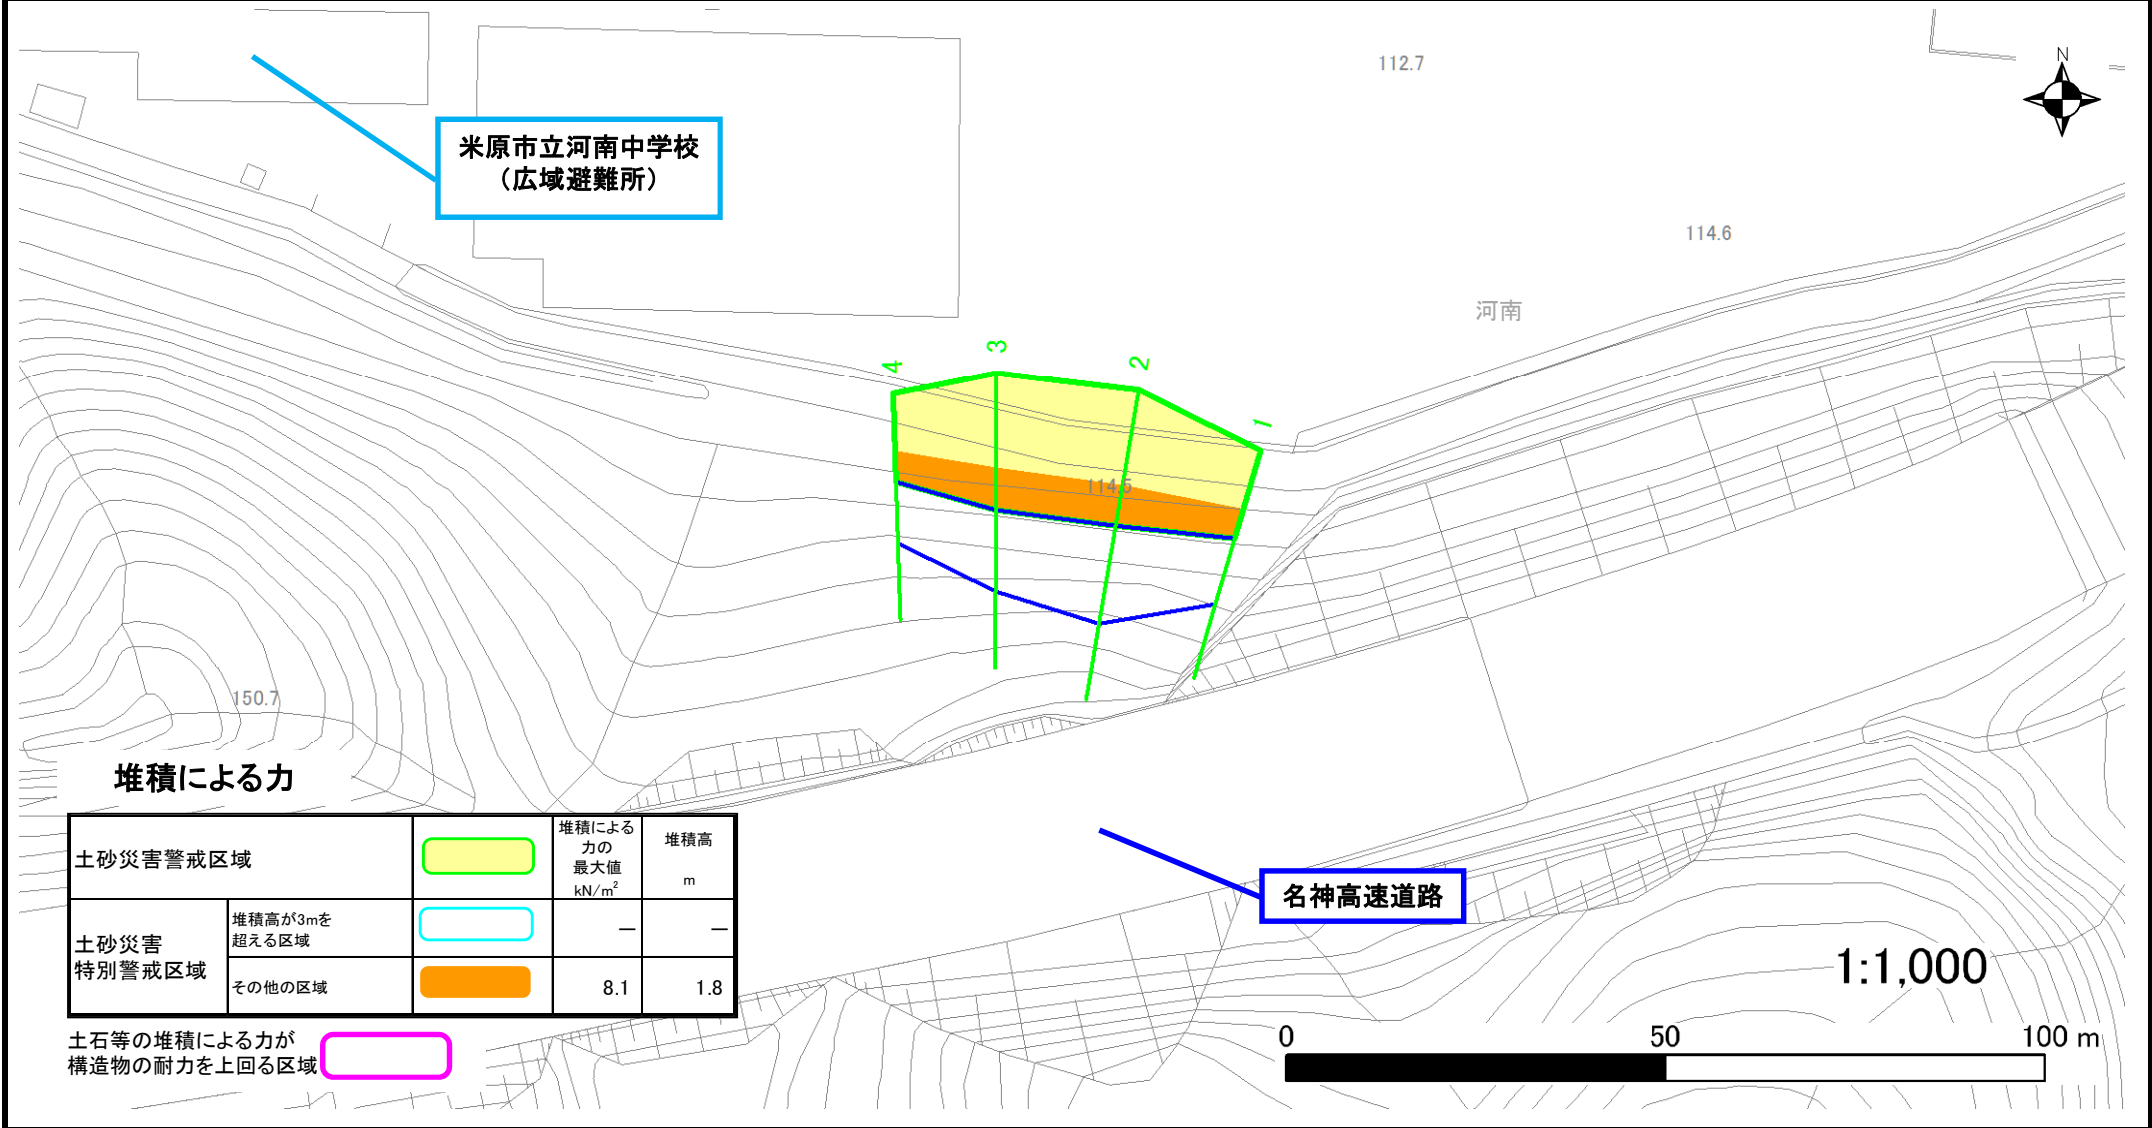 112.7
N
米原市立河南中学校
（広域避難所）
114.6
河南
4
3
2
1
114.5
150.7
堆積による力
土砂災害警戒区域
堆積による
力の
最大値
kN/m²
堆積高
m
土砂災害
特別警戒区域
堆積高が3mを
超える区域
—
—
その他の区域
8.1
1.8
土石等の堆積による力が
構造物の耐力を上回る区域
名神高速道路
1:1,000
0
50
100 m